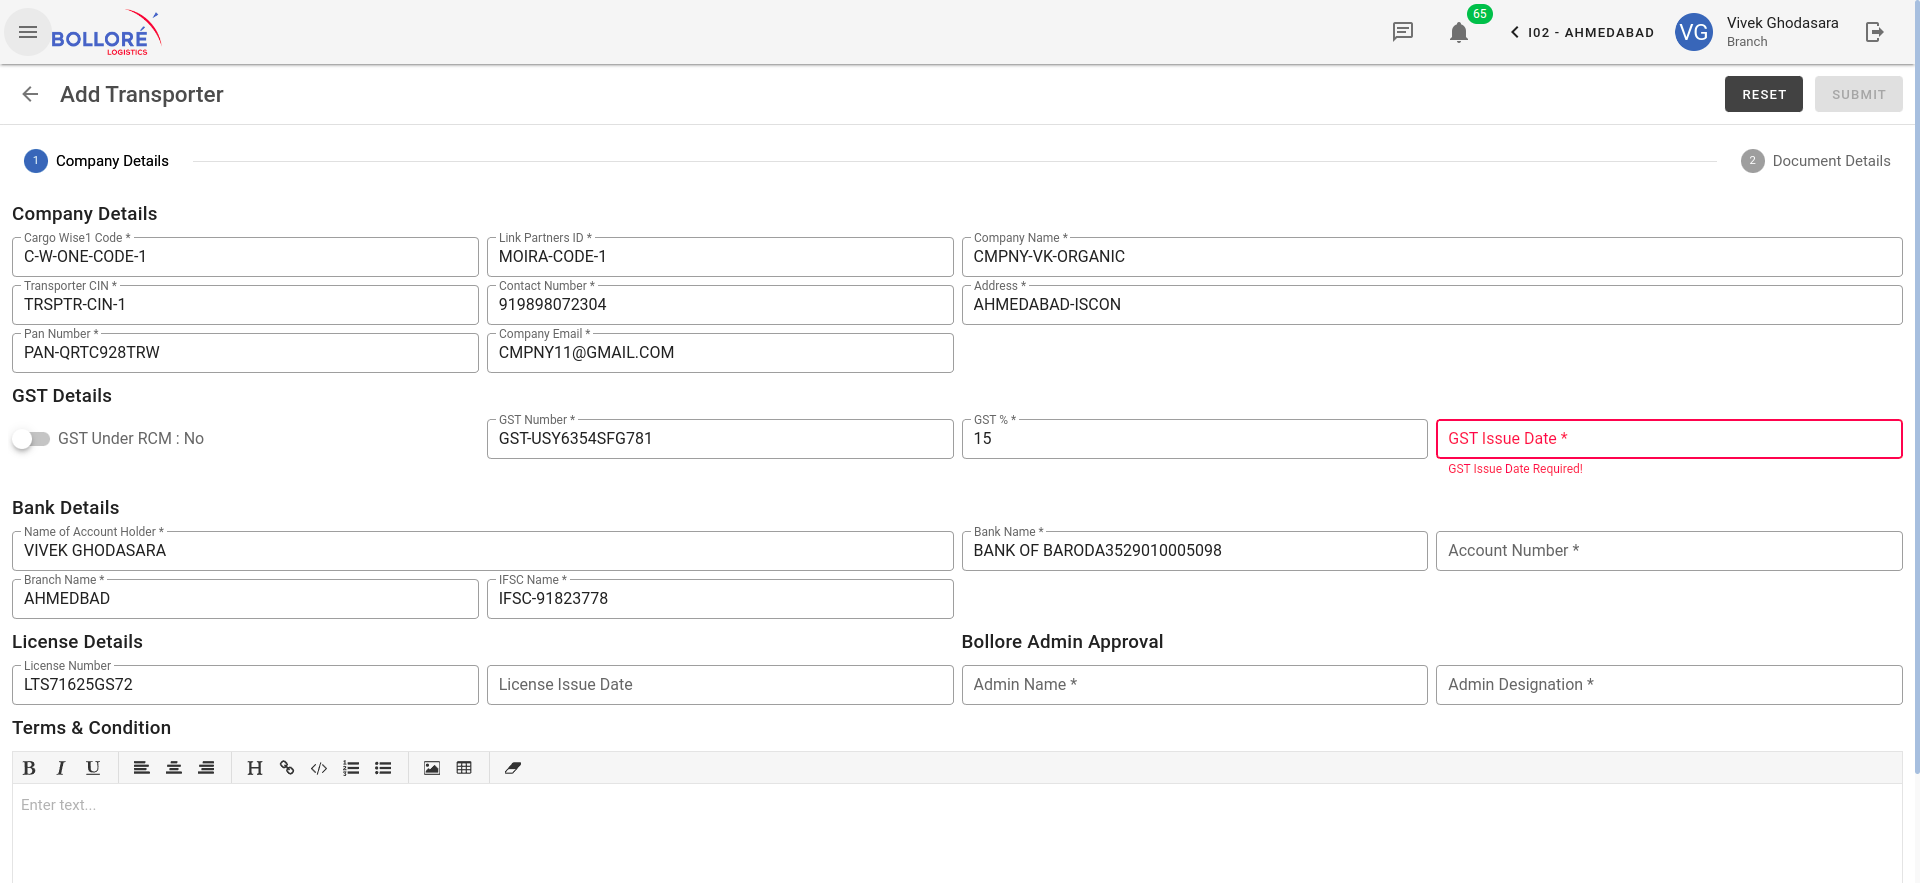 BOLLORÉ
LOGISTICS
65
I02 - AHMEDABAD
VG
Vivek Ghodasara
Branch
Add Transporter
RESET
SUBMIT
1 Company Details
2 Document Details
Company Details
Cargo Wise1 Code *
C-W-ONE-CODE-1
Link Partners ID *
MOIRA-CODE-1
Company Name *
CMPNY-VK-ORGANIC
Transporter CIN *
TRSPTR-CIN-1
Contact Number *
919898072304
Address *
AHMEDABAD-ISCON
Pan Number *
PAN-QRTC928TRW
Company Email *
CMPNY11@GMAIL.COM
GST Details
GST Under RCM : No
GST Number *
GST-USY6354SFG781
GST % *
15
GST Issue Date *
GST Issue Date Required!
Bank Details
Name of Account Holder *
VIVEK GHODASARA
Bank Name *
BANK OF BARODA3529010005098
Account Number *
Branch Name *
AHMEDBAD
IFSC Name *
IFSC-91823778
License Details
License Number
LTS71625GS72
License Issue Date
Bollore Admin Approval
Admin Name *
Admin Designation *
Terms & Condition
B I U H
Enter text...